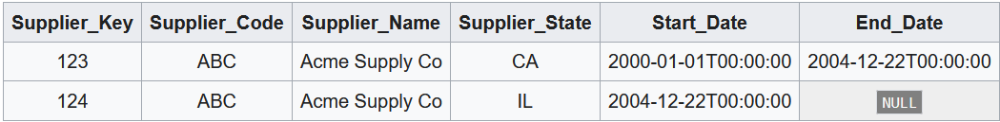 Supplier_Key Supplier_Code Supplier_Name Supplier_State Start_Date End_Date
123 ABC Acme Supply Co CA 2000-01-01T00:00:00 2004-12-22T00:00:00
124 ABC Acme Supply Co IL 2004-12-22T00:00:00 NULL